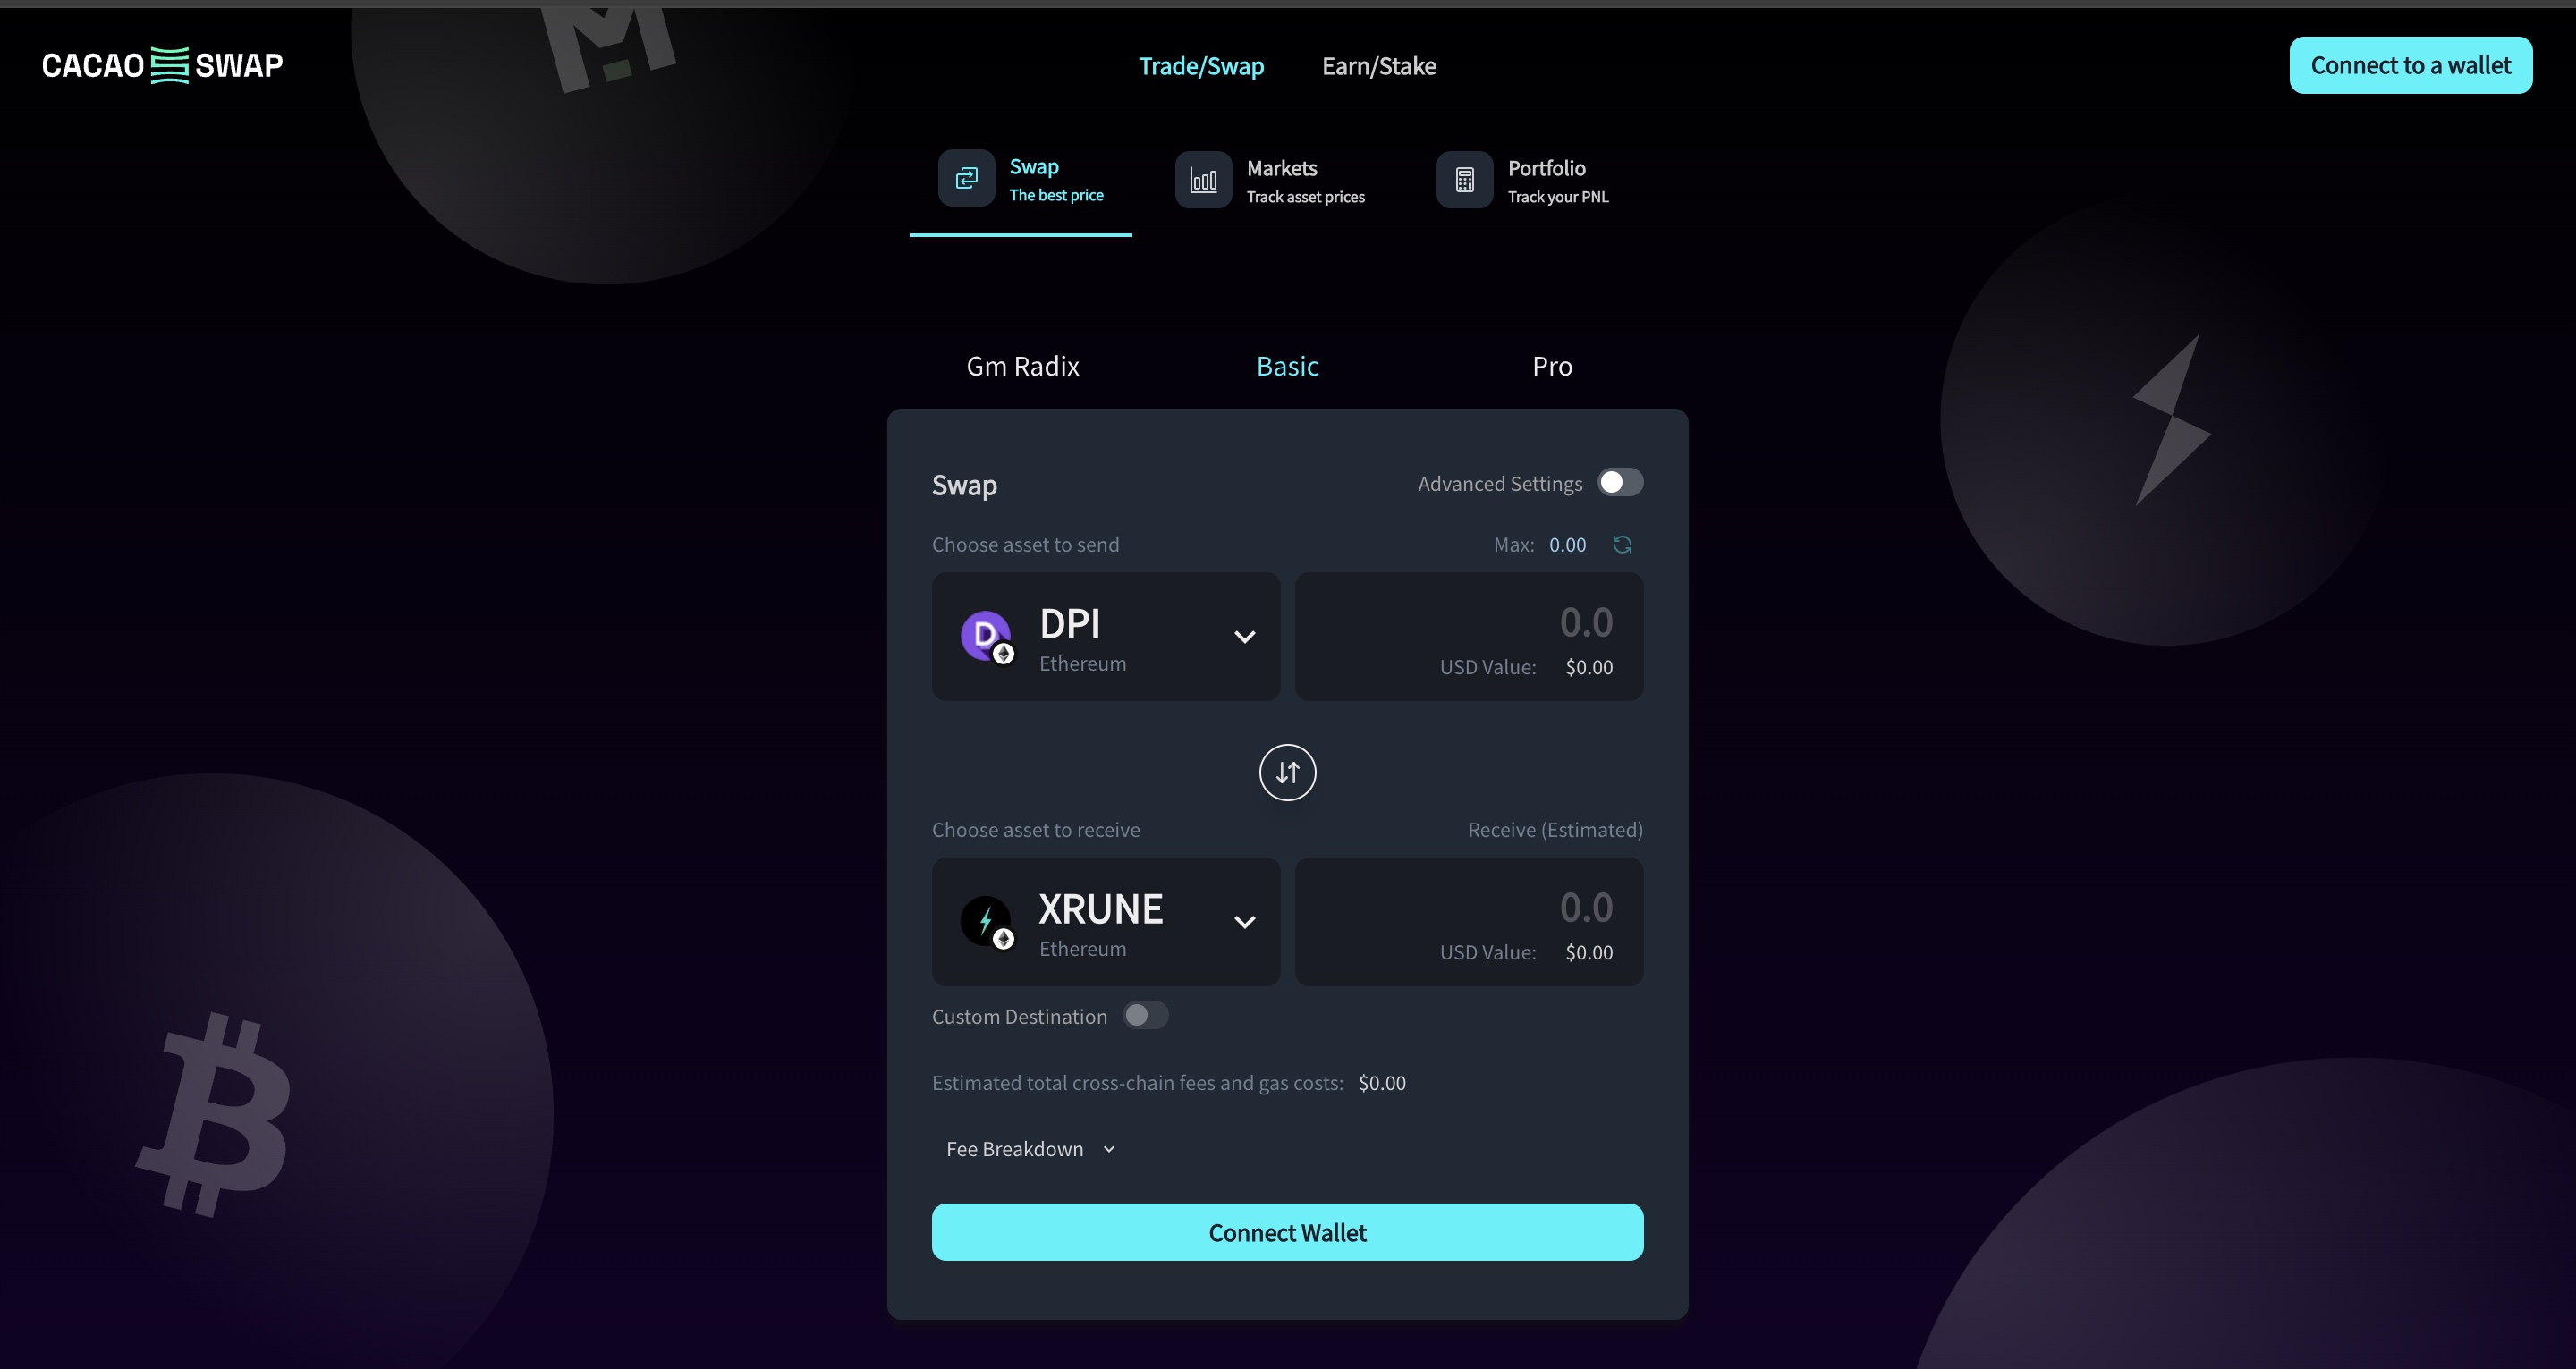 CACAO SWAP
Trade/Swap Earn/Stake
Connect to a wallet
Swap
The best price
Markets
Track asset prices
Portfolio
Track your PNL
Gm Radix Basic Pro
Swap
Advanced Settings
Choose asset to send
Max: 0.00
DPI
Ethereum
0.0
USD Value: $0.00
Choose asset to receive
Receive (Estimated)
XRUNE
Ethereum
0.0
USD Value: $0.00
Custom Destination
Estimated total cross-chain fees and gas costs: $0.00
Fee Breakdown
Connect Wallet